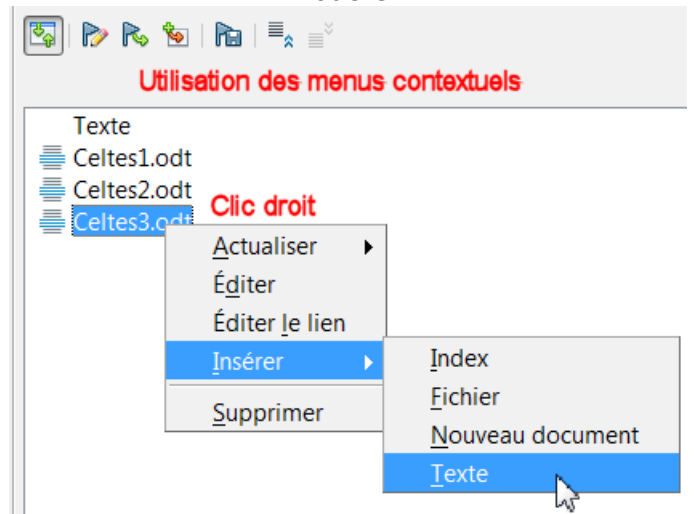 Utilisation des menus contextuels
Texte
Celtes1.odt
Celtes2.odt
Celtes3.odt
Clic droit
Actualiser
Éditer
Éditer le lien
Insérer
Supprimer
Index
Fichier
Nouveau document
Texte